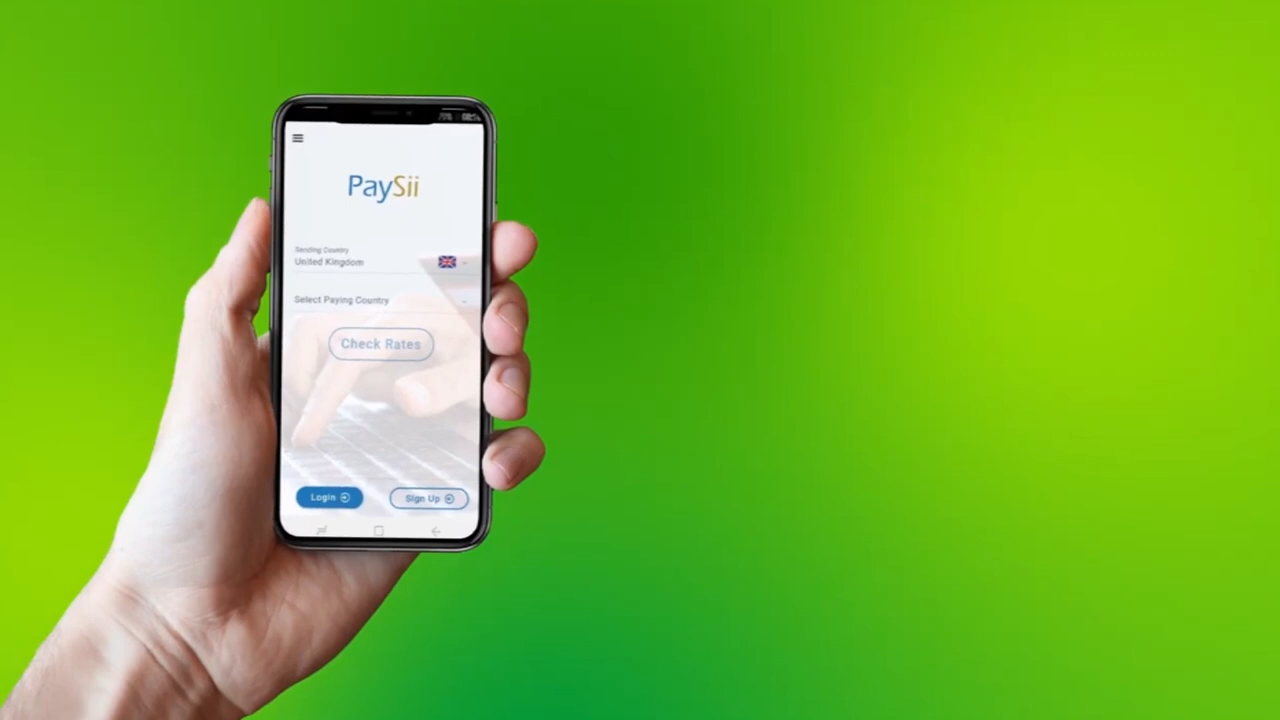 PaySii
Sending Country
United Kingdom
Select Paying Country
Check Rates
Login
Sign Up